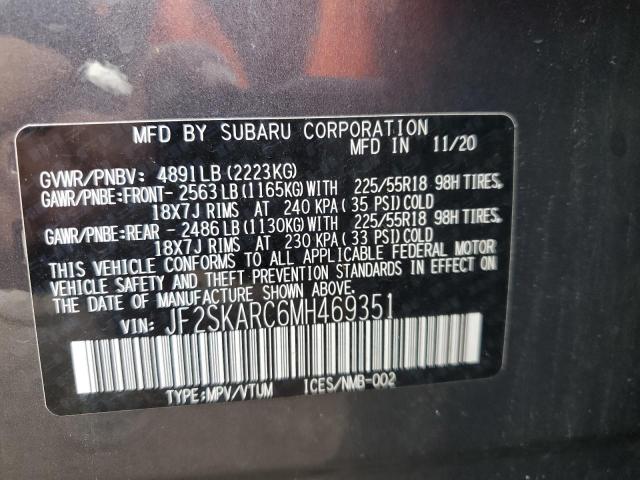 MFD BY SUBARU CORPORATION
MFD IN 11/20
GVWR/PNBV: 4891LB (2223KG)
GAWR/PNBE:FRONT- 2563LB (1165KG)WITH 225/55R18 98H TIRES,
18X7J RIMS AT 240 KPA (35 PSI) COLD
GAWR/PNBE:REAR - 2486LB (1130KG)WITH 225/55R18 98H TIRES,
18X7J RIMS AT 230 KPA (33 PSI) COLD
THIS VEHICLE CONFORMS TO ALL APPLICABLE FEDERAL MOTOR
VEHICLE SAFETY AND THEFT PREVENTION STANDARDS IN EFFECT ON
THE DATE OF MANUFACTURE SHOWN ABOVE.
VIN: JF2SKARC6MH469351
TYPE:MPV/VTUM ICES/NMB-002